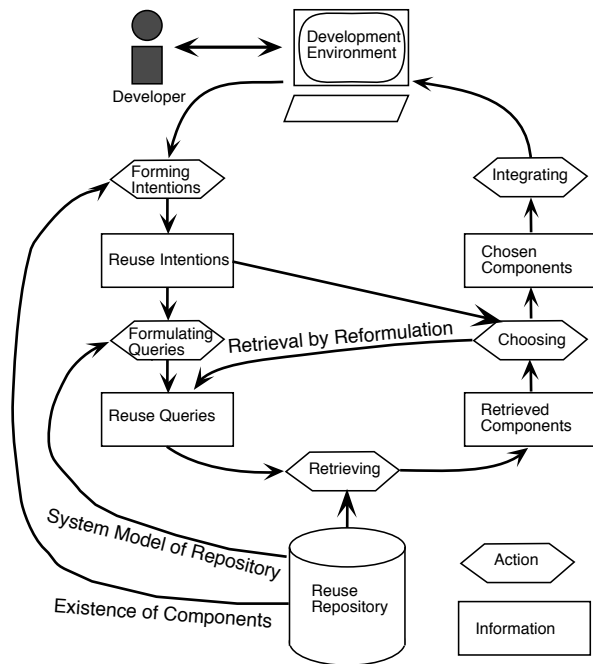 Development
Environment
Developer
Forming
Intentions
Integrating
Reuse Intentions
Chosen
Components
Formulating
Queries
Retrieval by Reformulation
Choosing
Reuse Queries
Retrieved
Components
Retrieving
System Model of Repository
Existence of Components
Reuse
Repository
Action
Information